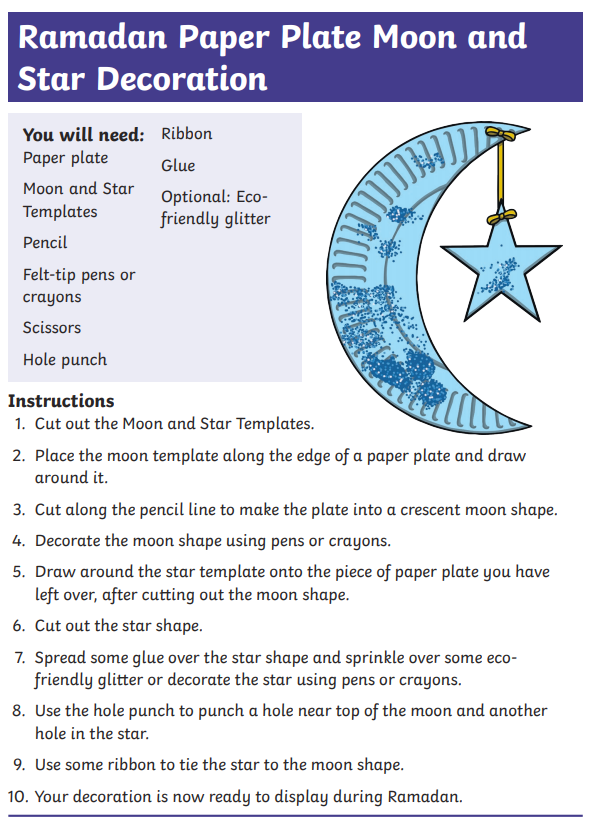 Ramadan Paper Plate Moon and
Star Decoration
You will need:
Paper plate
Moon and Star
Templates
Pencil
Felt-tip pens or
crayons
Scissors
Hole punch
Ribbon
Glue
Optional: Eco-
friendly glitter
Instructions
1. Cut out the Moon and Star Templates.
2. Place the moon template along the edge of a paper plate and draw
around it.
3. Cut along the pencil line to make the plate into a crescent moon shape.
4. Decorate the moon shape using pens or crayons.
5. Draw around the star template onto the piece of paper plate you have
left over, after cutting out the moon shape.
6. Cut out the star shape.
7. Spread some glue over the star shape and sprinkle over some eco-
friendly glitter or decorate the star using pens or crayons.
8. Use the hole punch to punch a hole near top of the moon and another
hole in the star.
9. Use some ribbon to tie the star to the moon shape.
10. Your decoration is now ready to display during Ramadan.